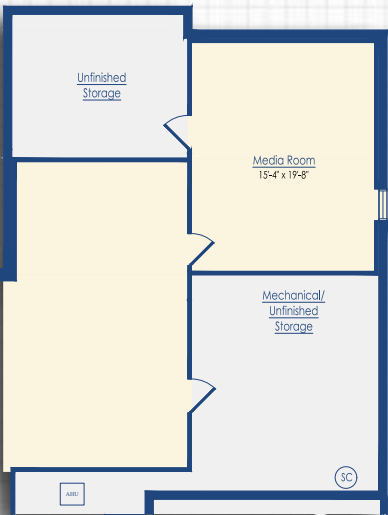 Unfinished
Storage
Media Room
15'-4" x 19'-8"
Mechanical/
Unfinished
Storage
SC
AHU